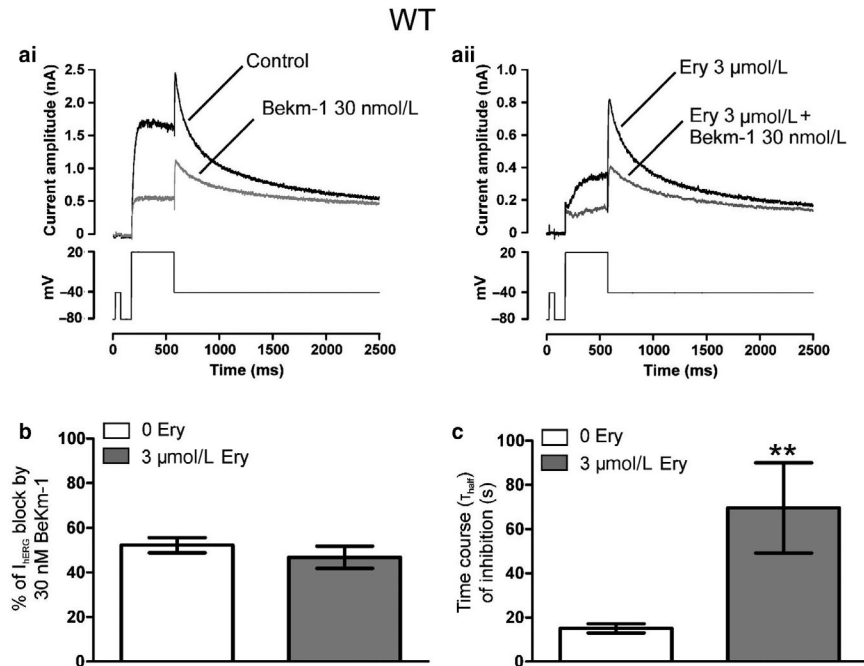 WT
ai
Current amplitude (nA)
2.5
2.0
1.5
1.0
0.5
0
Control
Bekm-1 30 nmol/L
mV
20
–40
–80
0 500 1000 1500 2000 2500
Time (ms)
aii
Current amplitude (nA)
1.0
0.8
0.6
0.4
0.2
0
Ery 3 µmol/L
Ery 3 µmol/L +
Bekm-1 30 nmol/L
mV
20
–40
–80
0 500 1000 1500 2000 2500
Time (ms)
b
% of IhERG block by
30 nM BeKm-1
100
80
60
40
20
0
0 Ery
3 µmol/L Ery
c
Time course (τhalf)
of inhibition (s)
100
80
60
40
20
0
0 Ery
3 µmol/L Ery
**